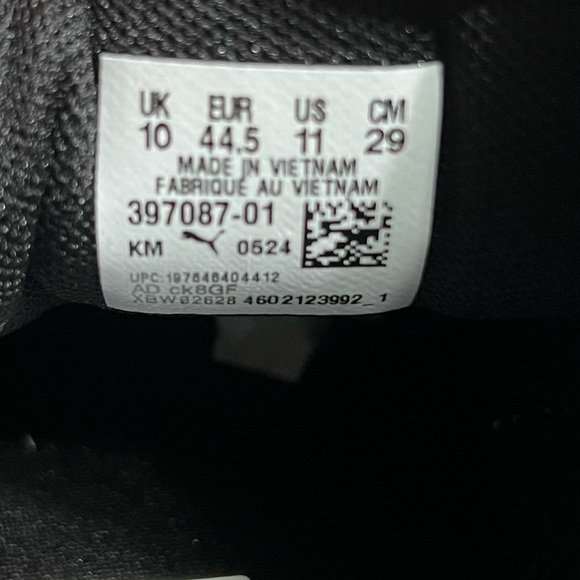 UK EUR US CM
10 44.5 11 29
MADE IN VIETNAM
FABRIQUÉ AU VIETNAM
397087-01
KM 0524
UPC:197646404412
AD ck8GF
XBW02628 4602123992_1